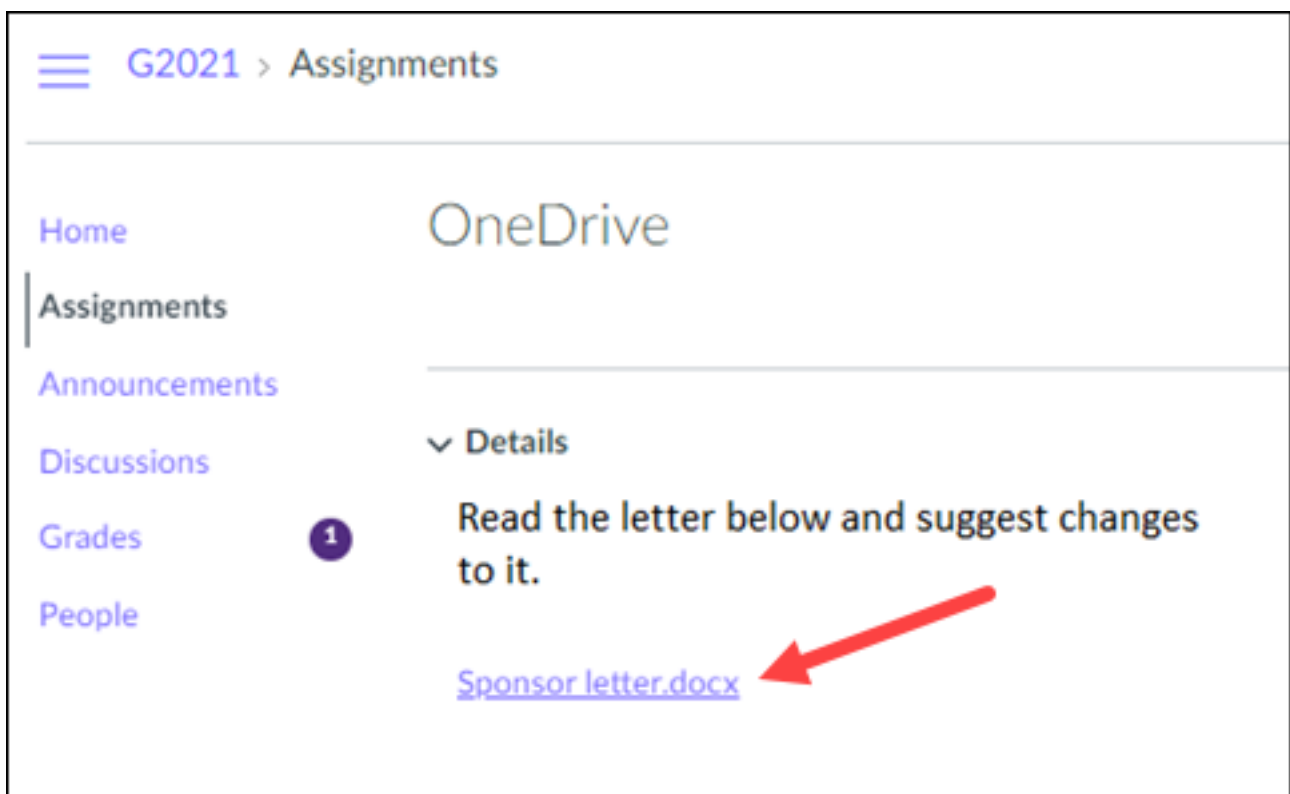 G2021 > Assignments
OneDrive
Home
Assignments
Announcements
Discussions
Grades 1
People
Details
Read the letter below and suggest changes
to it.
Sponsor letter.docx